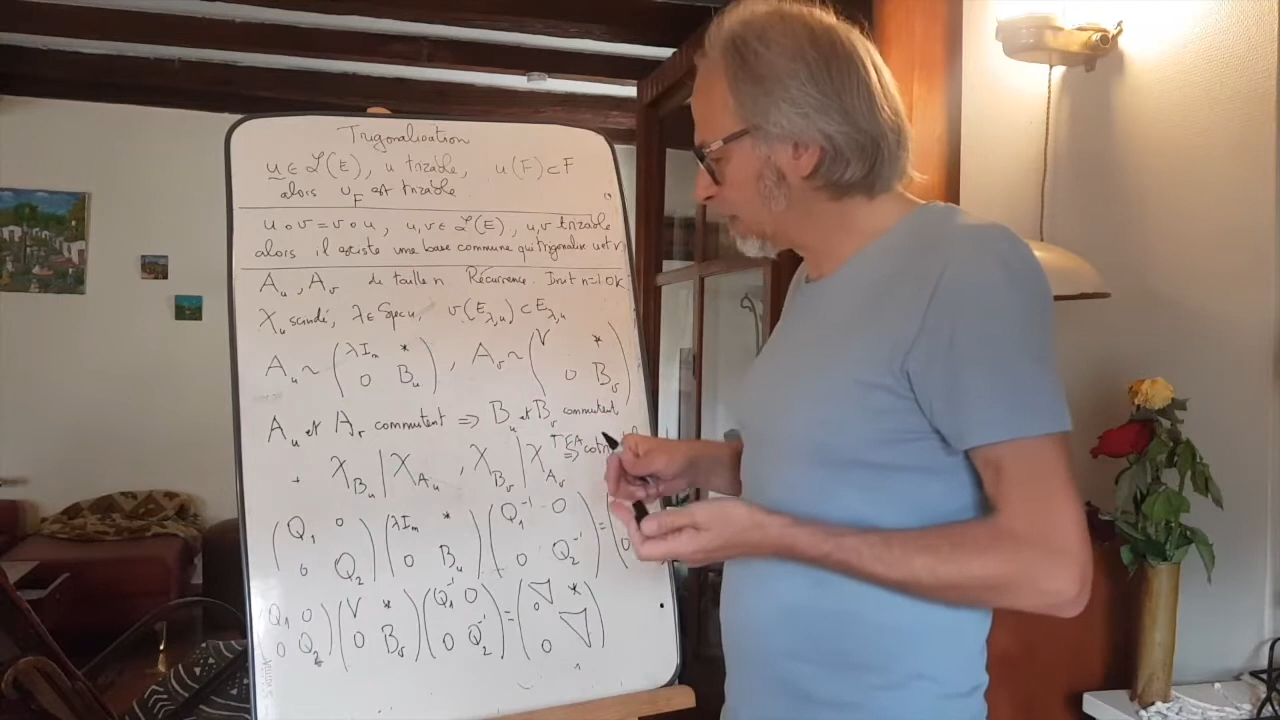 Trigonalisation
u ∈ ℒ(E), u trizable, u(F) ⊂ F
alors u_F est trizable
u∘v = v∘u, u,v ∈ ℒ(E), u,v trizable
alors il existe une base commune qui trigonalise u et v
A_u, A_v de taille n Récurrence. Init n=1 Ok
χ_u scindé, λ ∈ Spec u, v(E_λ,u) ⊂ E_λ,u
A_u ~ (λI_m * / 0 B_u), A_v ~ (V * / 0 B_v)
A_u et A_v commutent ⇒ B_u et B_v commutent
+ χ_B_u | χ_A_u, χ_B_v | χ_A_v
(Q_1 0 / 0 Q_2) (λI_m * / 0 B_u) (Q_1^-1 0 / 0 Q_2^-1) = (
(Q_1 0 / 0 Q_2) (V * / 0 B_v) (Q_1^-1 0 / 0 Q_2^-1) = (▽ * / 0 ▽)